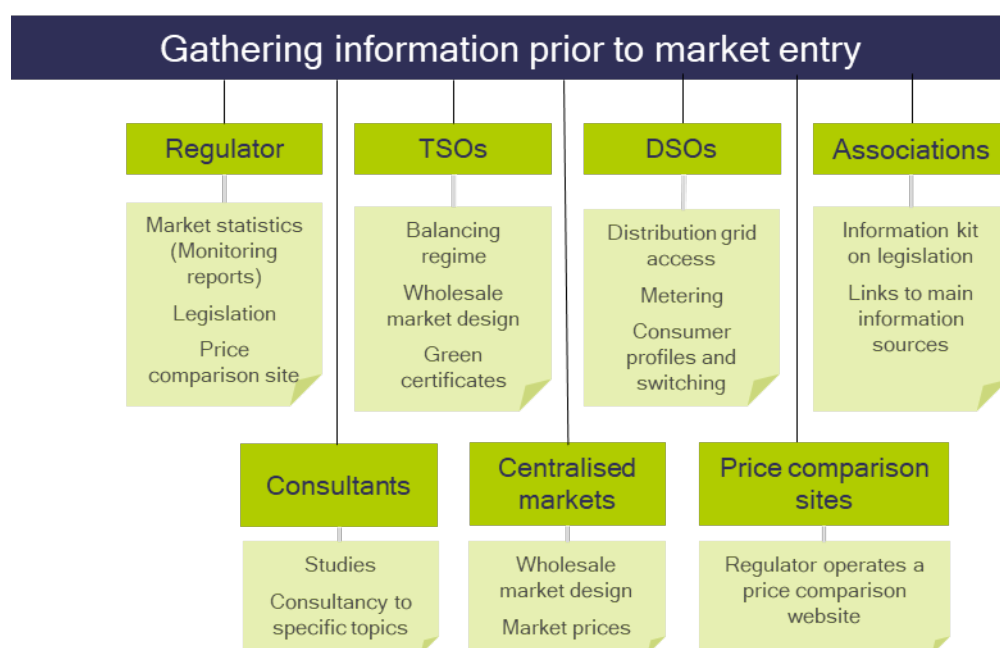 Gathering information prior to market entry
Regulator
Market statistics
(Monitoring
reports)
Legislation
Price
comparison site
TSOs
Balancing
regime
Wholesale
market design
Green
certificates
DSOs
Distribution grid
access
Metering
Consumer
profiles and
switching
Associations
Information kit
on legislation
Links to main
information
sources
Consultants
Studies
Consultancy to
specific topics
Centralised
markets
Wholesale
market design
Market prices
Price comparison
sites
Regulator operates a
price comparison
website